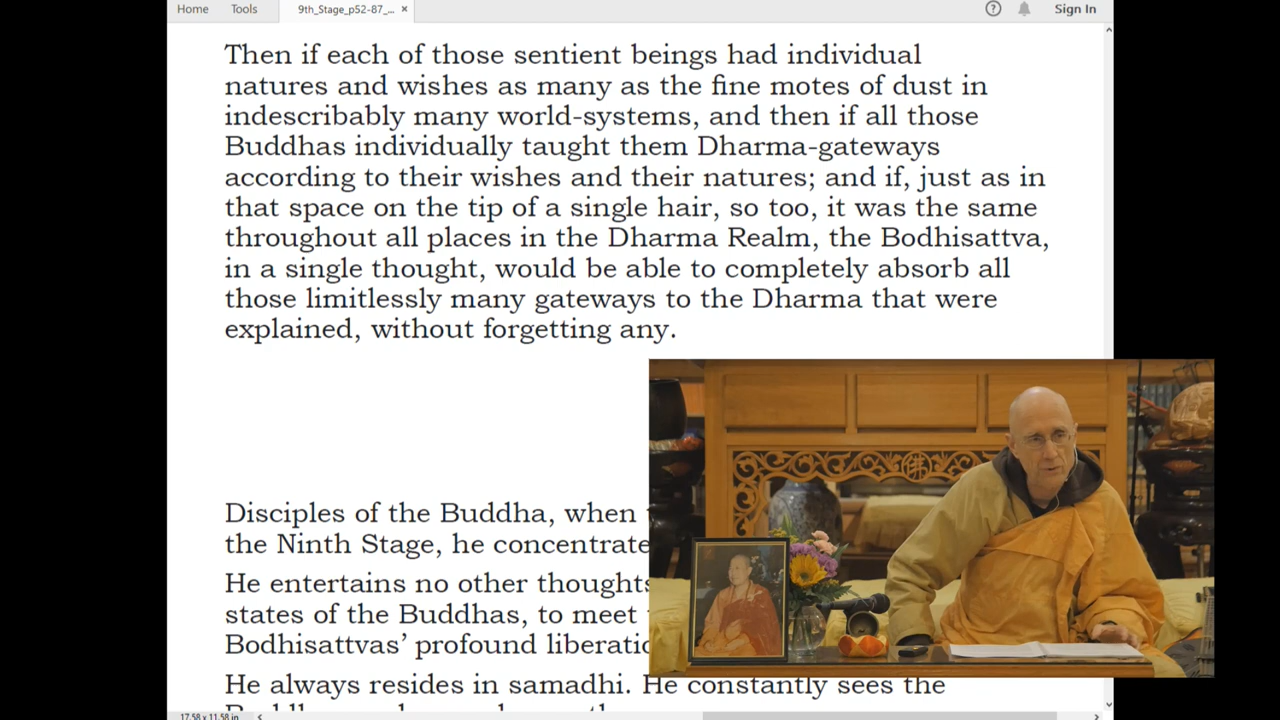 Home Tools 9th_Stage_p52-87_... × Sign In
Then if each of those sentient beings had individual
natures and wishes as many as the fine motes of dust in
indescribably many world-systems, and then if all those
Buddhas individually taught them Dharma-gateways
according to their wishes and their natures; and if, just as in
that space on the tip of a single hair, so too, it was the same
throughout all places in the Dharma Realm, the Bodhisattva,
in a single thought, would be able to completely absorb all
those limitlessly many gateways to the Dharma that were
explained, without forgetting any.
Disciples of the Buddha, when
the Ninth Stage, he concentrate
He entertains no other thoughts
states of the Buddhas, to meet
Bodhisattvas' profound liberatio
He always resides in samadhi. He constantly sees the
17.58 x 11.58 in